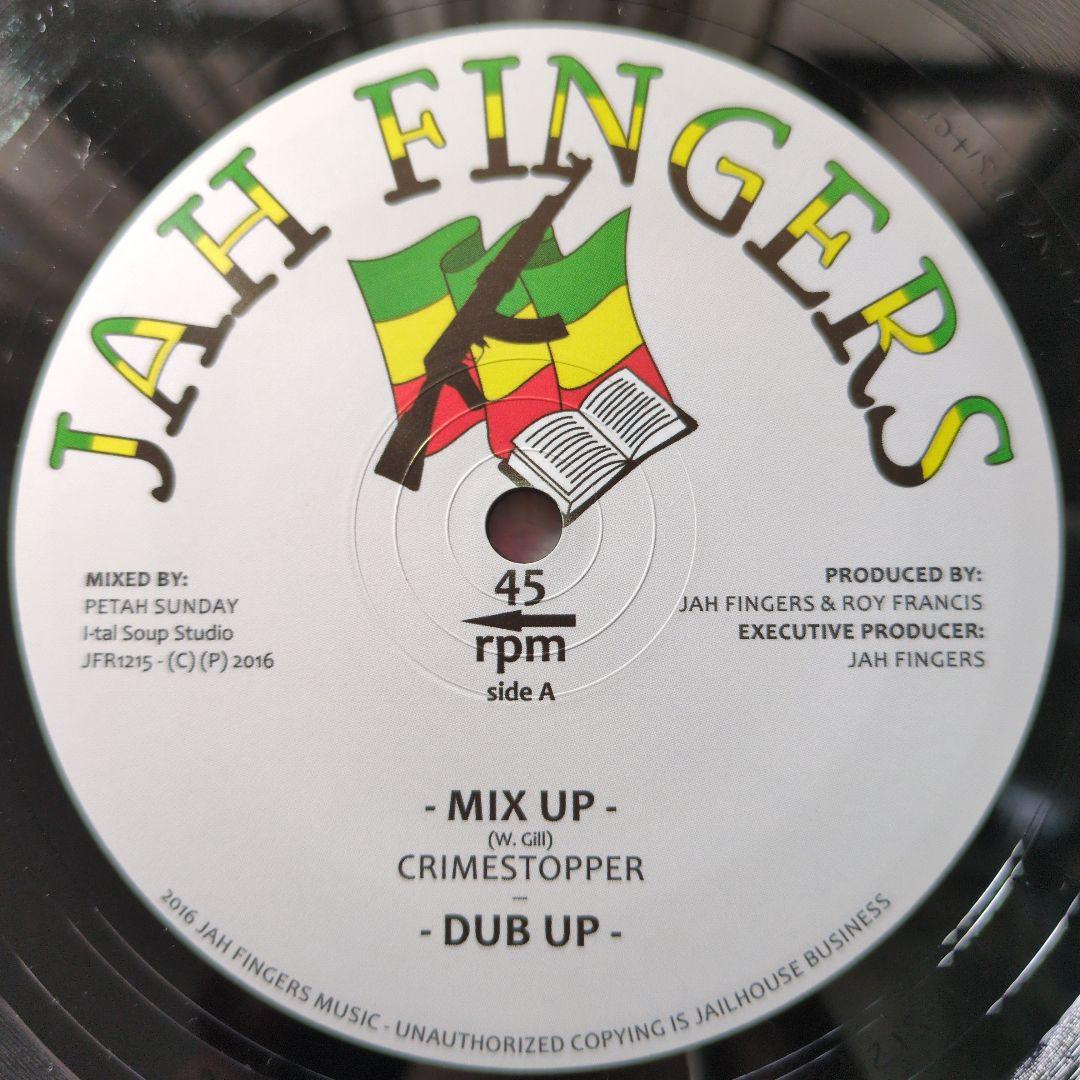 JAH FINGERS
MIXED BY:
PETAH SUNDAY
I-tal Soup Studio
JFR1215 - (C) (P) 2016
PRODUCED BY:
JAH FINGERS & ROY FRANCIS
EXECUTIVE PRODUCER:
JAH FINGERS
45
rpm
side A
- MIX UP -
(W. Gill)
CRIMESTOPPER
- DUB UP -
2016 JAH FINGERS MUSIC - UNAUTHORIZED COPYING IS JAILHOUSE BUSINESS